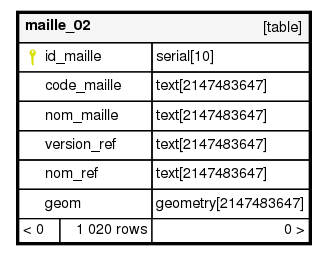 maille_02 [table]
id_maille serial[10]
code_maille text[2147483647]
nom_maille text[2147483647]
version_ref text[2147483647]
nom_ref text[2147483647]
geom geometry[2147483647]
< 0 1 020 rows 0 >